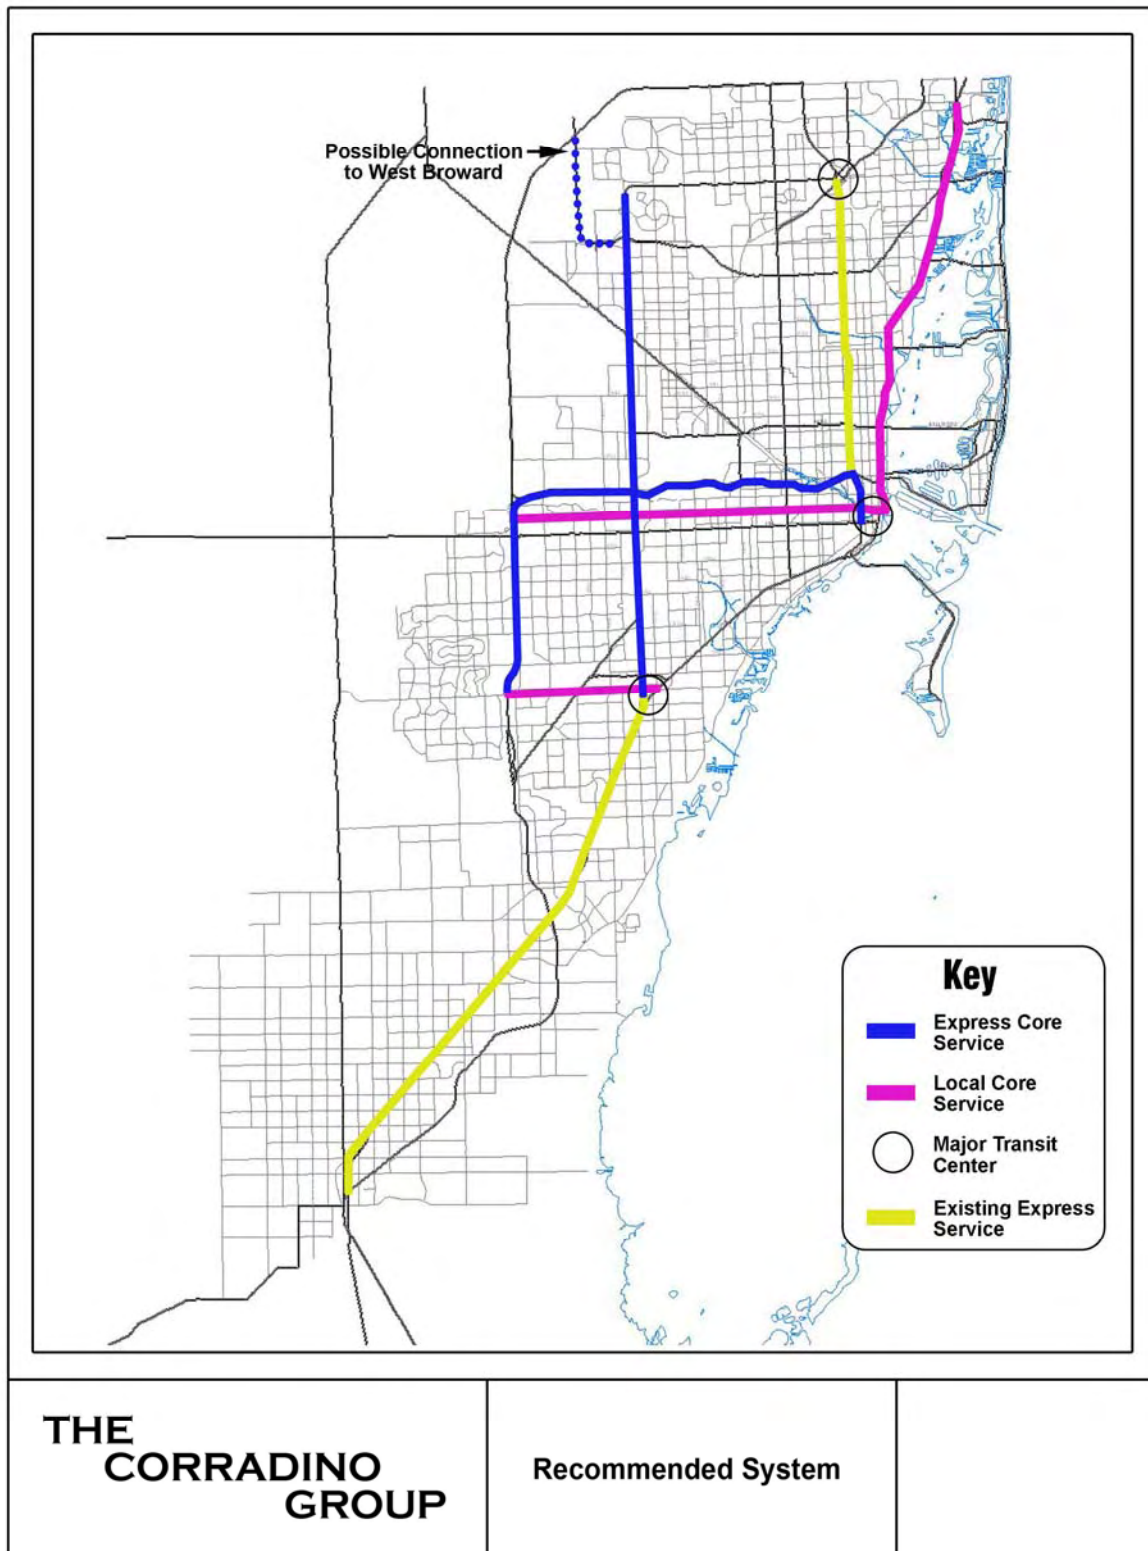 Possible Connection
to West Broward
Key
Express Core
Service
Local Core
Service
Major Transit
Center
Existing Express
Service
THE
CORRADINO
GROUP
Recommended System